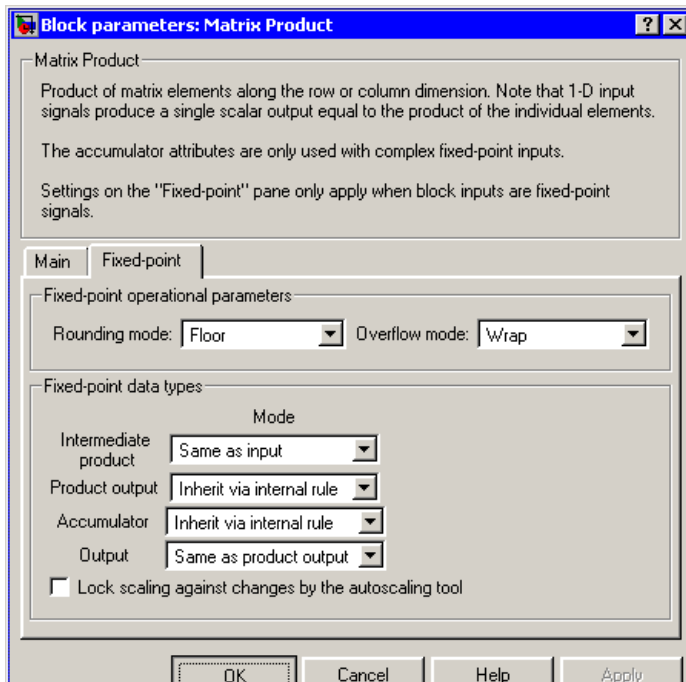 Block parameters: Matrix Product
Matrix Product
Product of matrix elements along the row or column dimension. Note that 1-D input
signals produce a single scalar output equal to the product of the individual elements.
The accumulator attributes are only used with complex fixed-point inputs.
Settings on the "Fixed-point" pane only apply when block inputs are fixed-point
signals.
Main Fixed-point
Fixed-point operational parameters
Rounding mode: Floor Overflow mode: Wrap
Fixed-point data types
Mode
Intermediate
product Same as input
Product output Inherit via internal rule
Accumulator Inherit via internal rule
Output Same as product output
Lock scaling against changes by the autoscaling tool
OK Cancel Help Apply